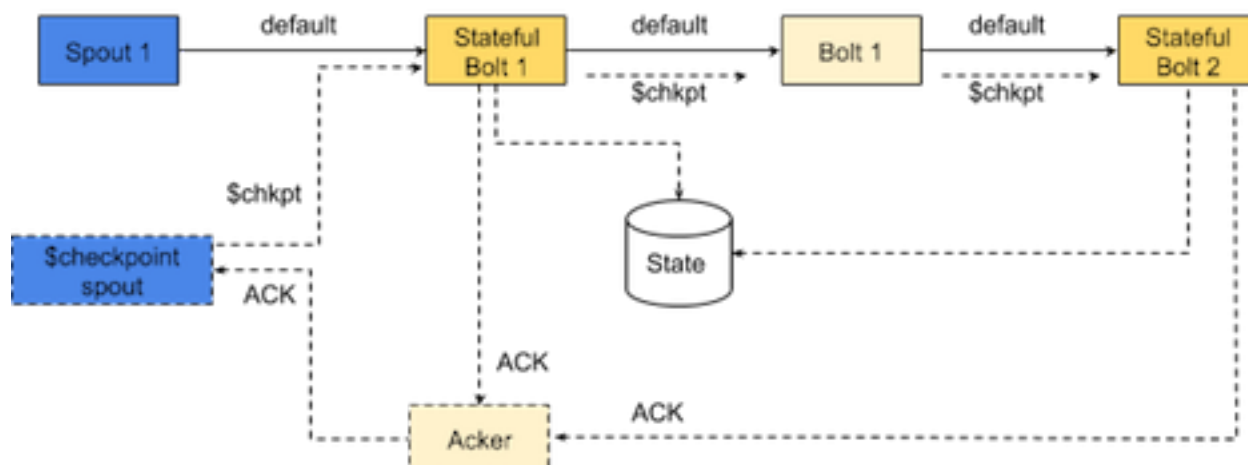 default
default
default
Spout 1
Stateful
Bolt 1
Bolt 1
Stateful
Bolt 2
$chkpt
$chkpt
$chkpt
$checkpoint
spout
State
ACK
ACK
ACK
Acker